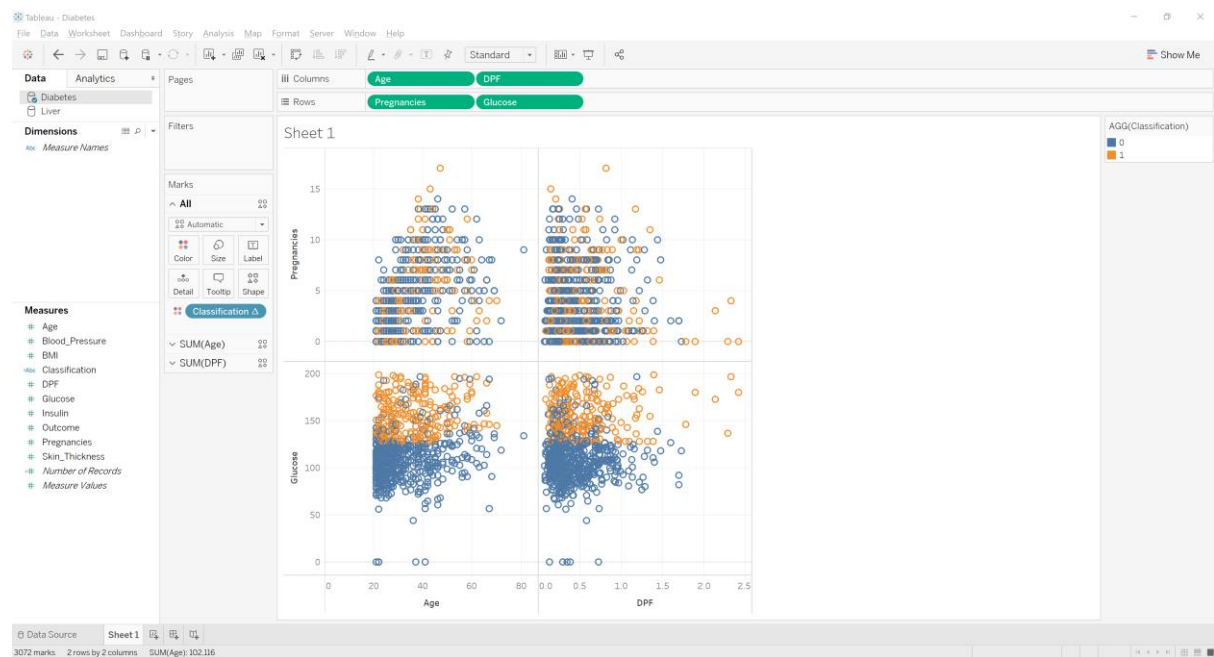 Tableau - Diabetes
File Data Worksheet Dashboard Story Analysis Map Format Server Window Help
Standard
Show Me
Data Analytics
Diabetes
Liver
Dimensions
Abc Measure Names
Measures
# Age
# Blood_Pressure
# BMI
=Abc Classification
# DPF
# Glucose
# Insulin
# Outcome
# Pregnancies
# Skin_Thickness
=# Number of Records
# Measure Values
Pages
Filters
Marks
All
Automatic
Color Size Label
Detail Tooltip Shape
Classification Δ
SUM(Age)
SUM(DPF)
Columns Age DPF
Rows Pregnancies Glucose
Sheet 1
Pregnancies
15
10
5
0
Glucose
200
150
100
50
0
0 20 40 60 80 0.0 0.5 1.0 1.5 2.0 2.5
Age DPF
AGG(Classification)
0
1
Data Source Sheet 1
3072 marks 2 rows by 2 columns SUM(Age): 102,116